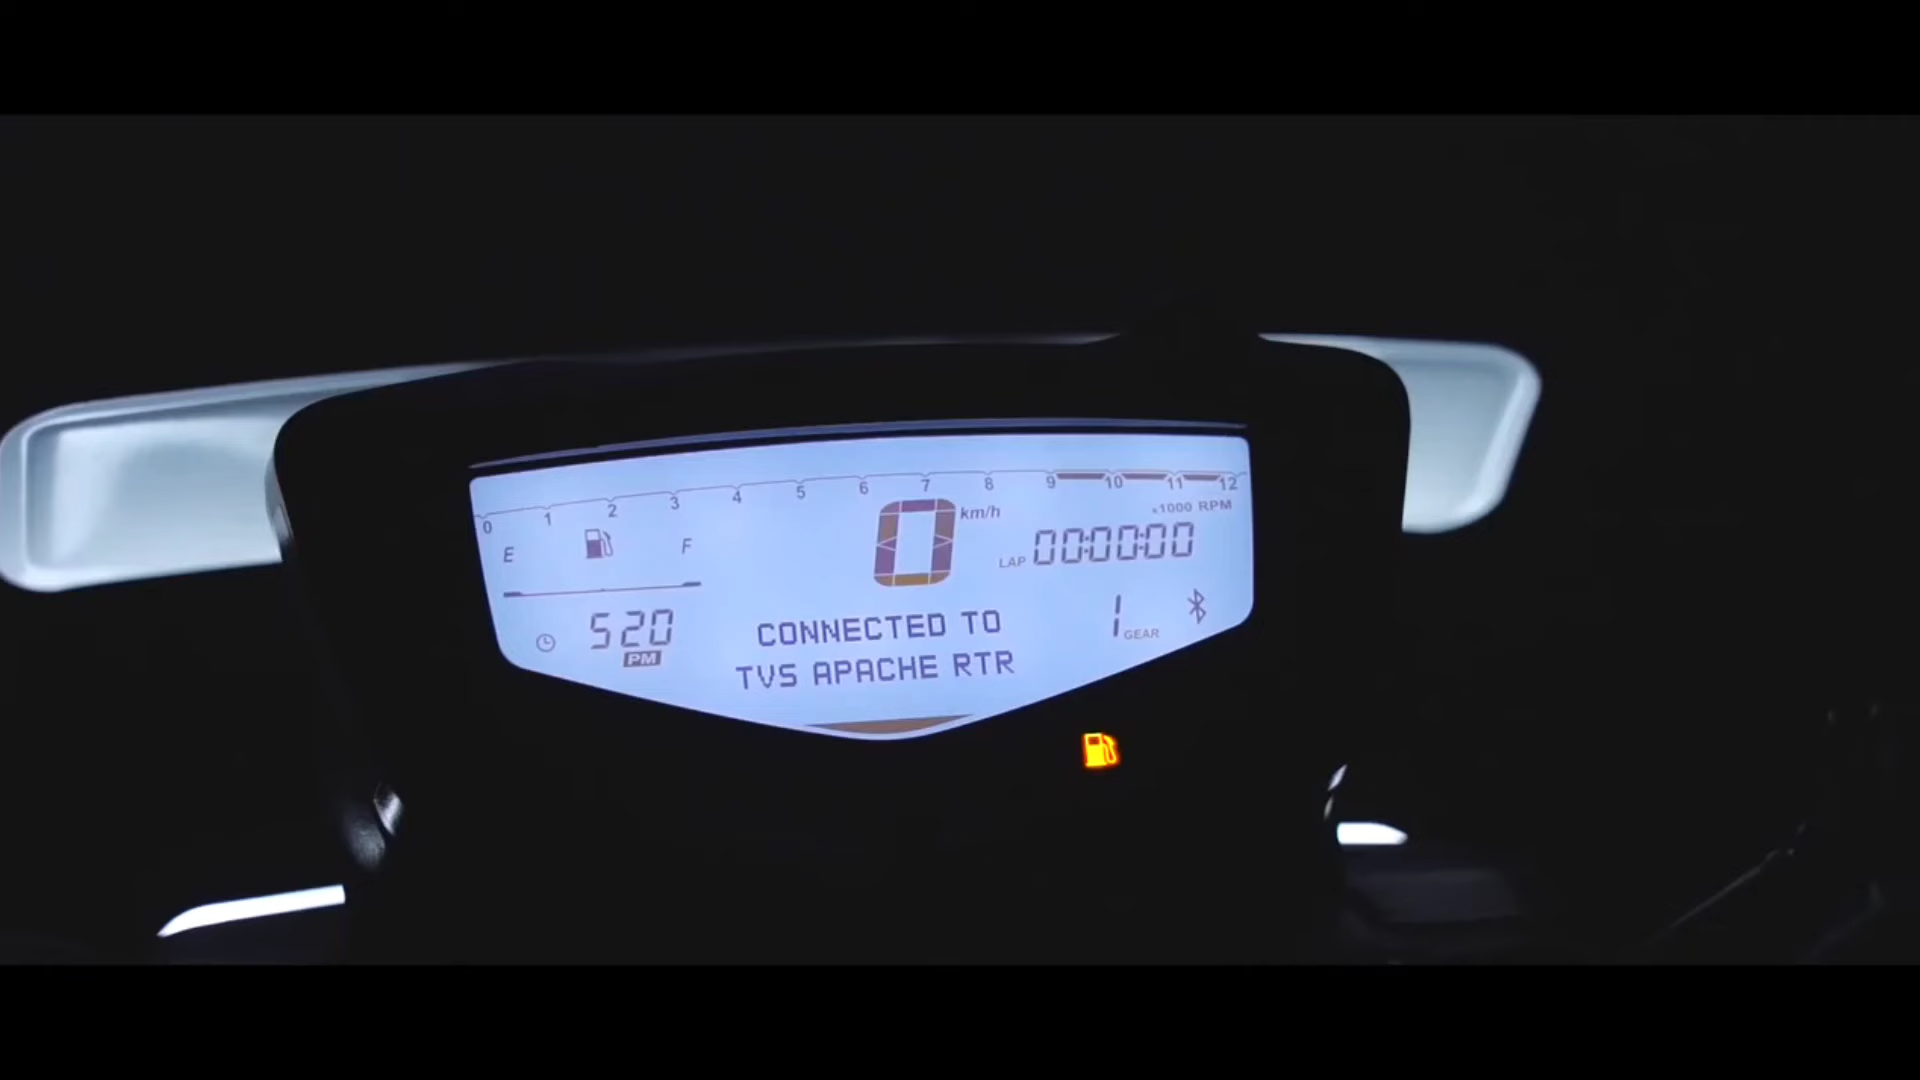 0 1 2 3 4 5 6 7 8 9 10 11 12
x1000 RPM
E F
0 km/h
LAP 00:00:00
520
PM
CONNECTED TO
TVS APACHE RTR
1 GEAR